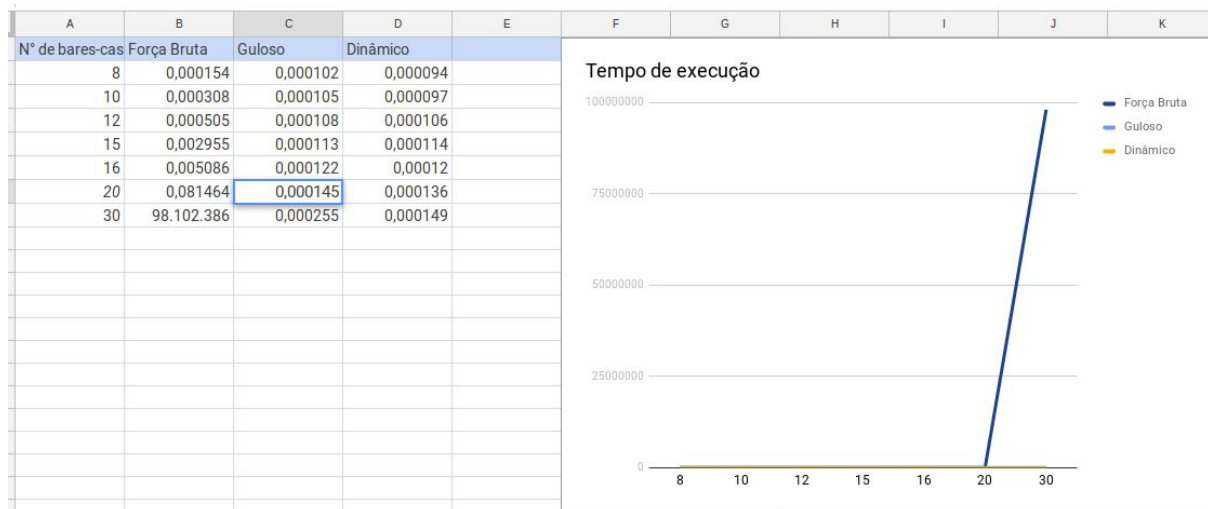 A B C D E F G H I J K
N° de bares-cas Força Bruta Guloso Dinâmico
8 0,000154 0,000102 0,000094
10 0,000308 0,000105 0,000097
12 0,000505 0,000108 0,000106
15 0,002955 0,000113 0,000114
16 0,005086 0,000122 0,00012
20 0,081464 0,000145 0,000136
30 98.102.386 0,000255 0,000149
Tempo de execução
100000000
75000000
50000000
25000000
0
8 10 12 15 16 20 30
Força Bruta
Guloso
Dinâmico